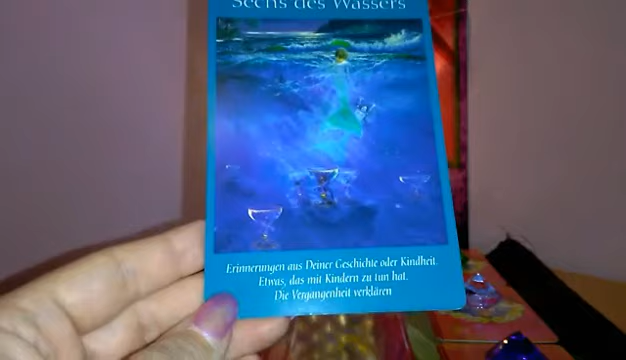 Sechs des Wassers
Erinnerungen aus Deiner Geschichte oder Kindheit.
Etwas, das mit Kindern zu tun hat.
Die Vergangenheit verklären